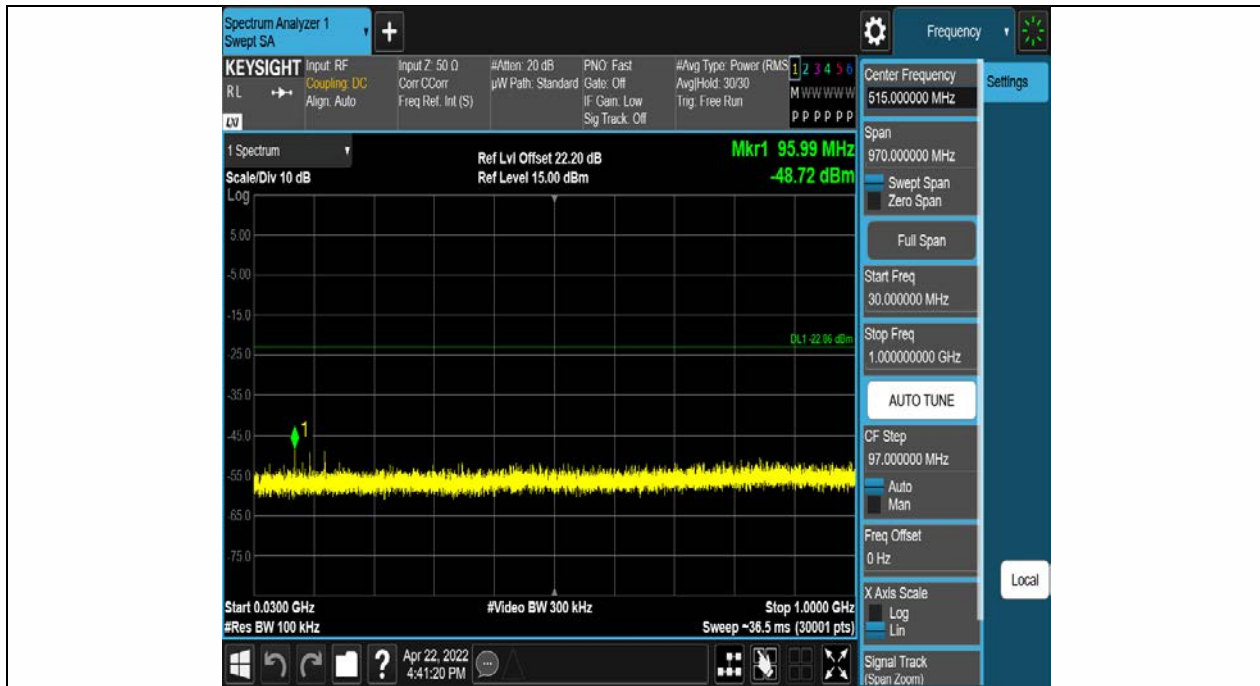 Spectrum Analyzer 1
Swept SA
+
Frequency
KEYSIGHT
RL
LXI
Input: RF
Coupling: DC
Align: Auto
Input Z: 50 Ω
Corr CCorr
Freq Ref: Int (S)
#Atten: 20 dB
µW Path: Standard
PNO: Fast
Gate: Off
IF Gain: Low
Sig Track: Off
#Avg Type: Power (RMS
Avg|Hold: 30/30
Trig: Free Run
1 2 3 4 5 6
M W W W W W
P P P P P P
1 Spectrum
Scale/Div 10 dB
Log
Ref Lvl Offset 22.20 dB
Ref Level 15.00 dBm
Mkr1 95.99 MHz
-48.72 dBm
5.00
-5.00
-15.0
DL1 -22.06 dBm
-25.0
-35.0
1
-45.0
-55.0
-65.0
-75.0
Start 0.0300 GHz
#Res BW 100 kHz
#Video BW 300 kHz
Stop 1.0000 GHz
Sweep ~36.5 ms (30001 pts)
?
Apr 22, 2022
4:41:20 PM
Center Frequency
515.000000 MHz
Span
970.000000 MHz
Swept Span
Zero Span
Full Span
Start Freq
30.000000 MHz
Stop Freq
1.000000000 GHz
AUTO TUNE
CF Step
97.000000 MHz
Auto
Man
Freq Offset
0 Hz
X Axis Scale
Log
Lin
Signal Track
(Span Zoom)
Settings
Local